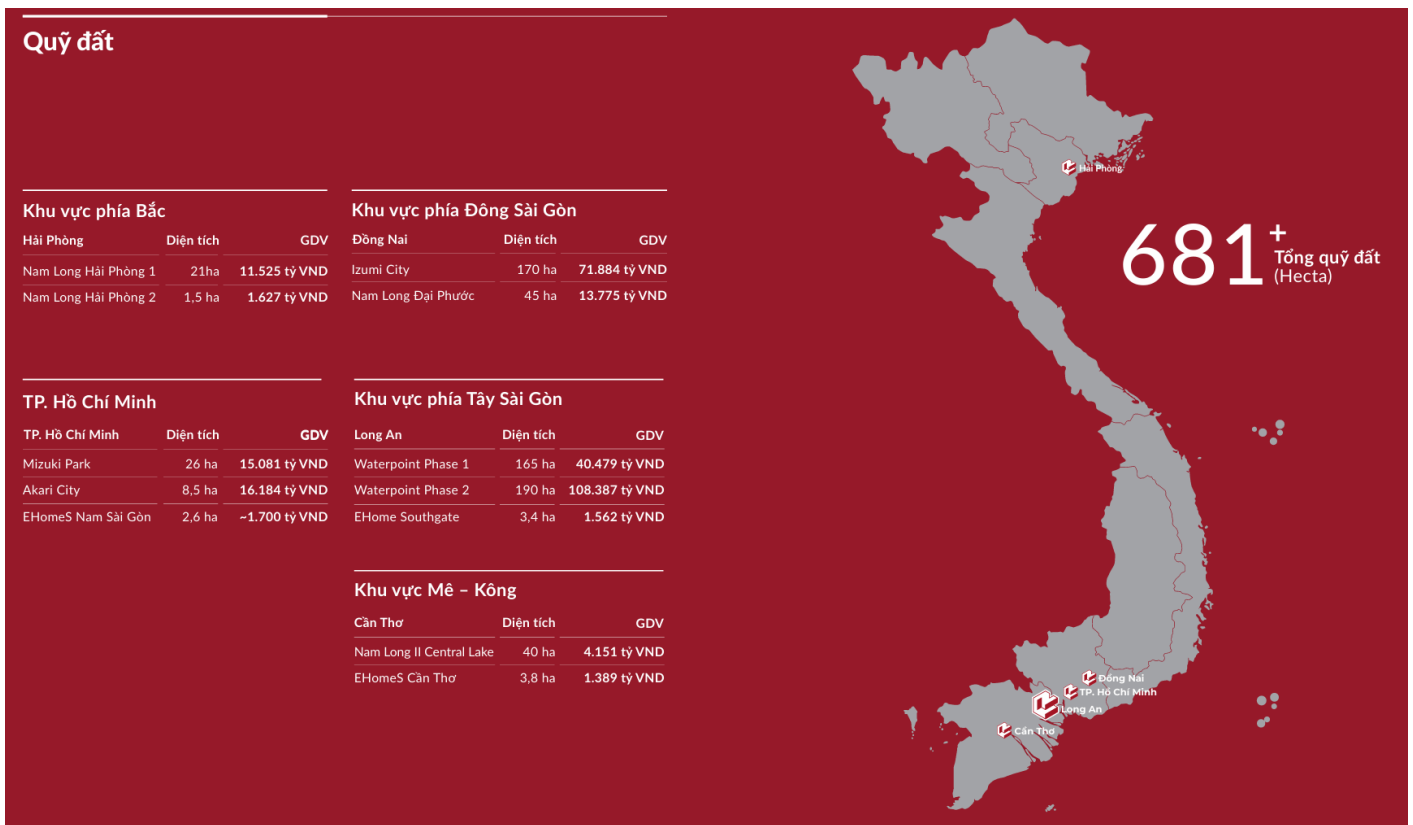 Quỹ đất
Khu vực phía Bắc
Hải Phòng Diện tích GDV
Nam Long Hải Phòng 1 21ha 11.525 tỷ VND
Nam Long Hải Phòng 2 1,5 ha 1.627 tỷ VND
Khu vực phía Đông Sài Gòn
Đồng Nai Diện tích GDV
Izumi City 170 ha 71.884 tỷ VND
Nam Long Đại Phước 45 ha 13.775 tỷ VND
TP. Hồ Chí Minh
TP. Hồ Chí Minh Diện tích GDV
Mizuki Park 26 ha 15.081 tỷ VND
Akari City 8,5 ha 16.184 tỷ VND
EHomeS Nam Sài Gòn 2,6 ha ~1.700 tỷ VND
Khu vực phía Tây Sài Gòn
Long An Diện tích GDV
Waterpoint Phase 1 165 ha 40.479 tỷ VND
Waterpoint Phase 2 190 ha 108.387 tỷ VND
EHome Southgate 3,4 ha 1.562 tỷ VND
Khu vực Mê – Kông
Cần Thơ Diện tích GDV
Nam Long II Central Lake 40 ha 4.151 tỷ VND
EHomeS Cần Thơ 3,8 ha 1.389 tỷ VND
Hải Phòng
681+
Tổng quỹ đất
(Hecta)
Đồng Nai
TP. Hồ Chí Minh
Long An
Cần Thơ